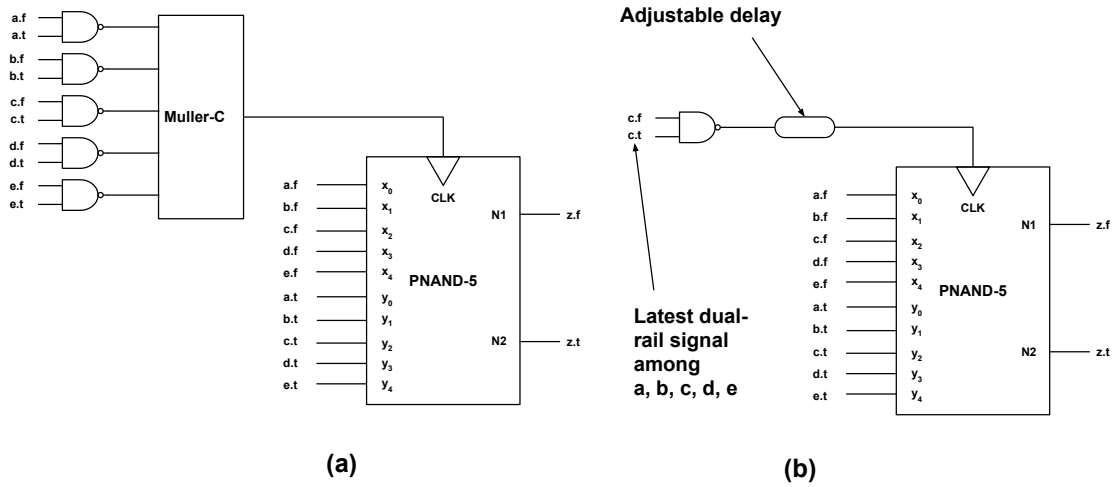 a.f
a.t
b.f
b.t
c.f
c.t
d.f
d.t
e.f
e.t
Muller-C
CLK
a.f x0
b.f x1
c.f x2
d.f x3
e.f x4
a.t y0
b.t y1
c.t y2
d.t y3
e.t y4
PNAND-5
N1 z.f
N2 z.t
(a)
Adjustable delay
c.f
c.t
Latest dual-
rail signal
among
a, b, c, d, e
CLK
a.f x0
b.f x1
c.f x2
d.f x3
e.f x4
a.t y0
b.t y1
c.t y2
d.t y3
e.t y4
PNAND-5
N1 z.f
N2 z.t
(b)